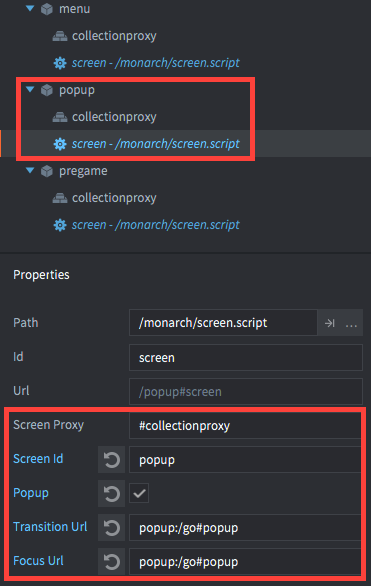 menu
collectionproxy
screen - /monarch/screen.script
popup
collectionproxy
screen - /monarch/screen.script
pregame
collectionproxy
screen - /monarch/screen.script
Properties
Path /monarch/screen.script ...
Id screen
Url /popup#screen
Screen Proxy #collectionproxy
Screen Id popup
Popup
Transition Url popup:/go#popup
Focus Url popup:/go#popup